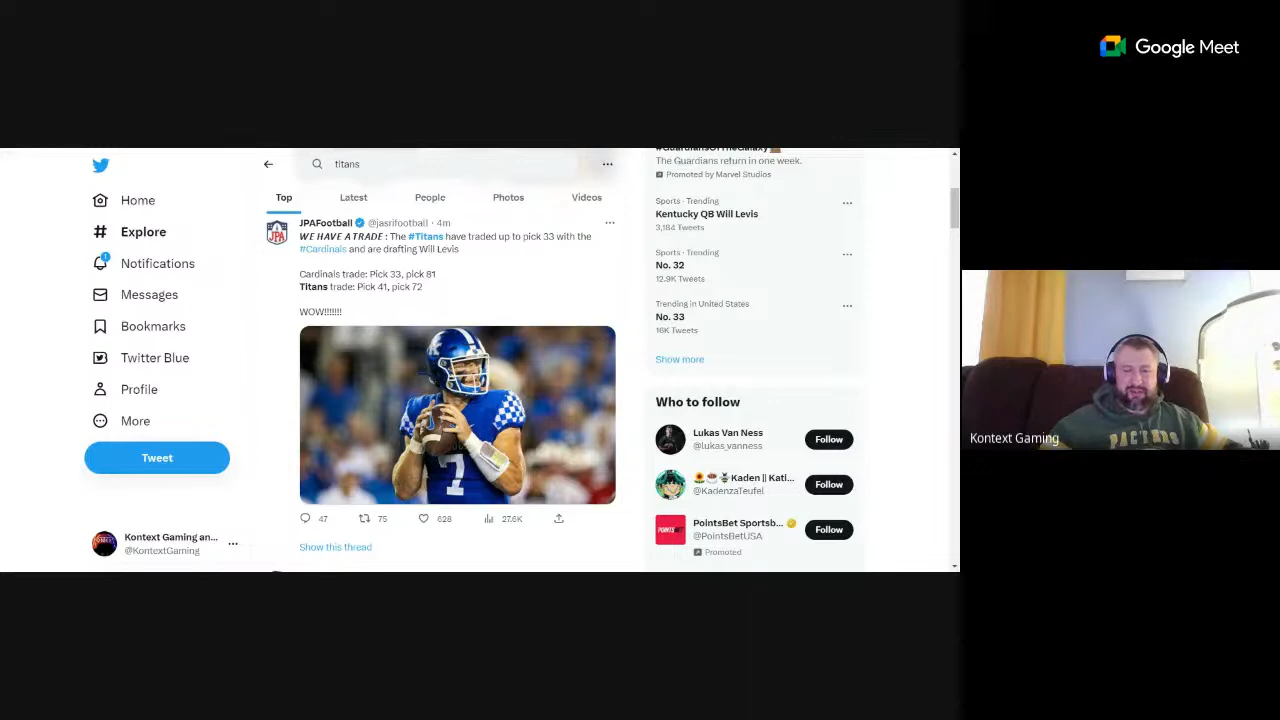 Google Meet
titans
Top Latest People Photos Videos
Home
Explore
Notifications
Messages
Bookmarks
Twitter Blue
Profile
More
Tweet
Kontext Gaming an...
@KontextGaming
JPAFootball @jasrifootball · 4m
WE HAVE A TRADE: The #Titans have traded up to pick 33 with the
#Cardinals and are drafting Will Levis
Cardinals trade: Pick 33, pick 81
Titans trade: Pick 41, pick 72
WOW!!!!!!!
JPA
7
47 75 628 27.6K
Show this thread
#GuardiansOfTheGalaxy
The Guardians return in one week.
Promoted by Marvel Studios
Sports · Trending
Kentucky QB Will Levis
3,184 Tweets
Sports · Trending
No. 32
12.9K Tweets
Trending in United States
No. 33
16K Tweets
Show more
Who to follow
Lukas Van Ness
@lukas_vanness
Follow
Kaden || Kati...
@KadenzaTeufel
Follow
POINTSBET
PointsBet Sportsb...
@PointsBetUSA
Follow
Promoted
PACKERS
Kontext Gaming